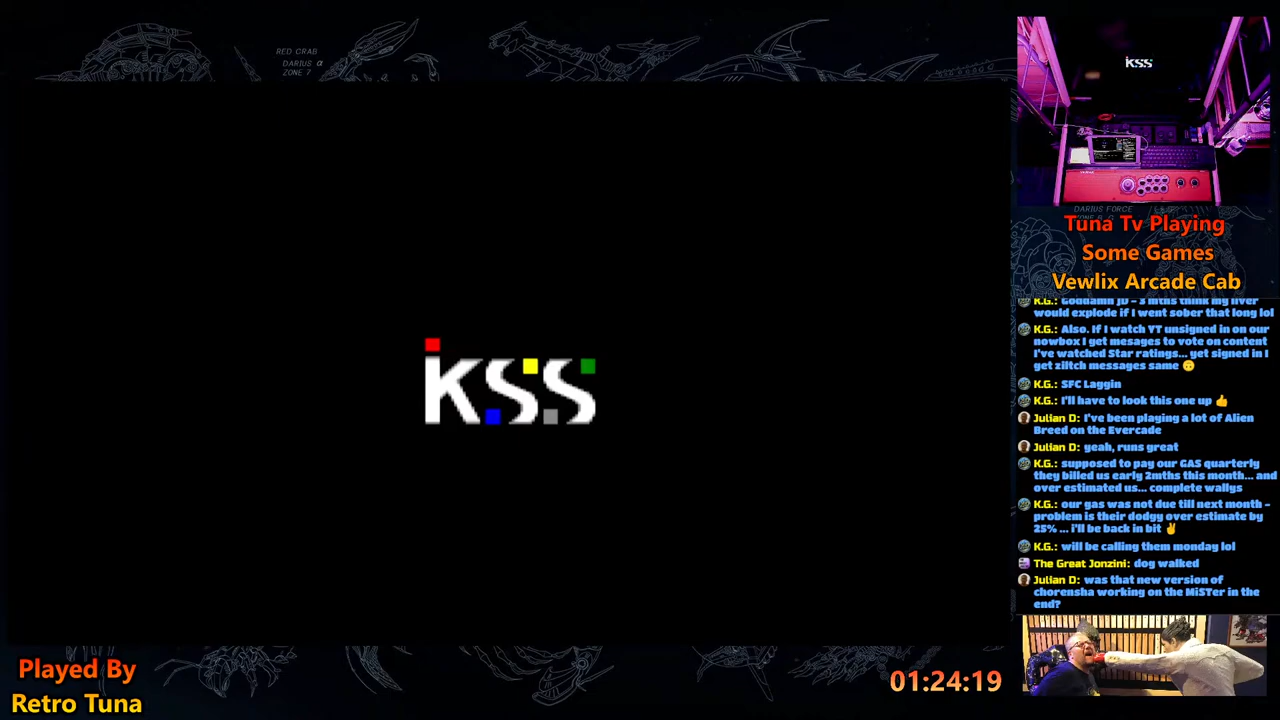 RED CRAB
DARIUS α
ZONE 7
KSS
KSS
DARIUS FORCE
Tuna Tv Playing
Some Games
Vewlix Arcade Cab
K.G.: Goddamn JD - 3 mths think my liver
would explode if I went sober that long lol
K.G.: Also. If I watch YT unsigned in on our
nowbox I get mesages to vote on content
I've watched Star ratings... yet signed in I
get ziltch messages same 🙃
K.G.: SFC Laggin
K.G.: I'll have to look this one up 👍
Julian D: I've been playing a lot of Alien
Breed on the Evercade
Julian D: yeah, runs great
K.G.: supposed to pay our GAS quarterly
they billed us early 2mths this month... and
over estimated us... complete wallys
K.G.: our gas was not due till next month -
problem is their dodgy over estimate by
25% ... i'll be back in bit ✌
K.G.: will be calling them monday lol
The Great Jonzini: dog walked
Julian D: was that new version of
chorensha working on the MiSTer in the
end?
Played By
Retro Tuna
01:24:19